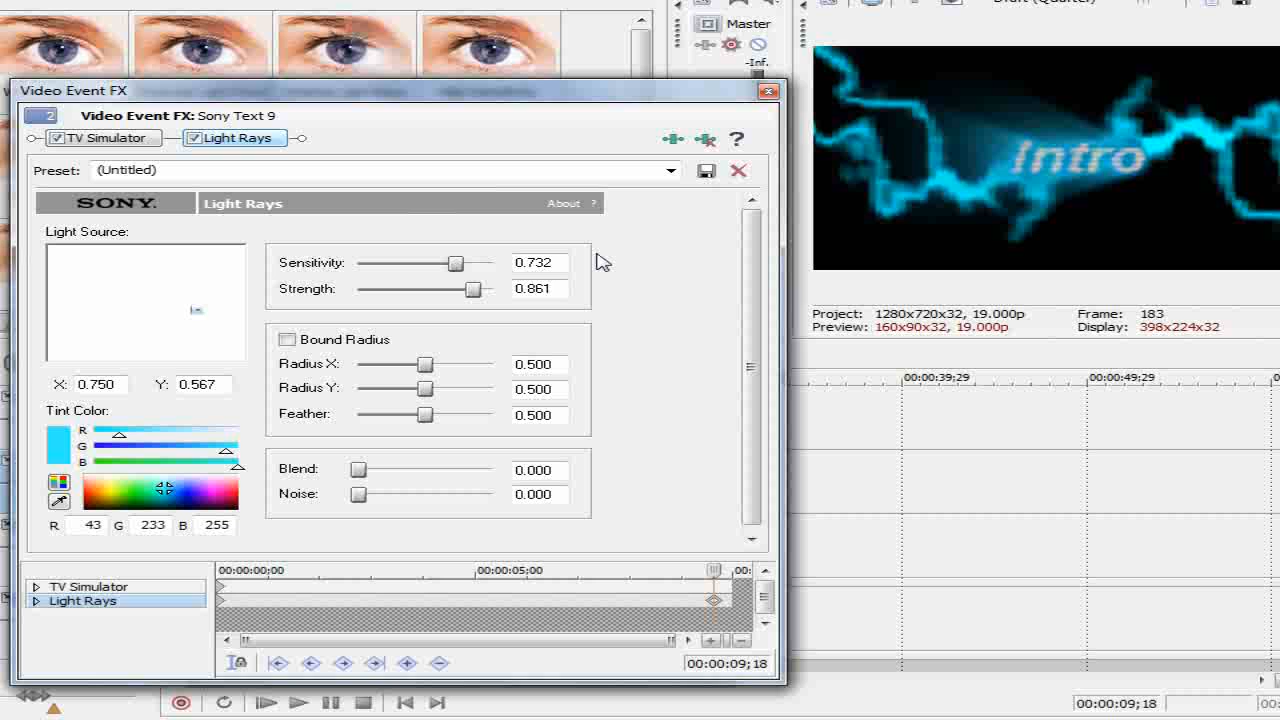 Draft (Quarter)
Master
-Inf.
Video Event FX
2
Video Event FX: Sony Text 9
TV Simulator
Light Rays
Preset:
(Untitled)
SONY.
Light Rays
About ?
Light Source:
Sensitivity:
0.732
Strength:
0.861
Bound Radius
Radius X:
0.500
Radius Y:
0.500
Feather:
0.500
X:
0.750
Y:
0.567
Tint Color:
R
G
B
Blend:
0.000
Noise:
0.000
R 43 G 233 B 255
00:00:00;00
00:00:05;00
00:
TV Simulator
Light Rays
00:00:09;18
Intro
Project: 1280x720x32, 19.000p
Frame: 183
Preview: 160x90x32, 19.000p
Display: 398x224x32
00:00:39;29
00:00:49;29
00:00:09;18